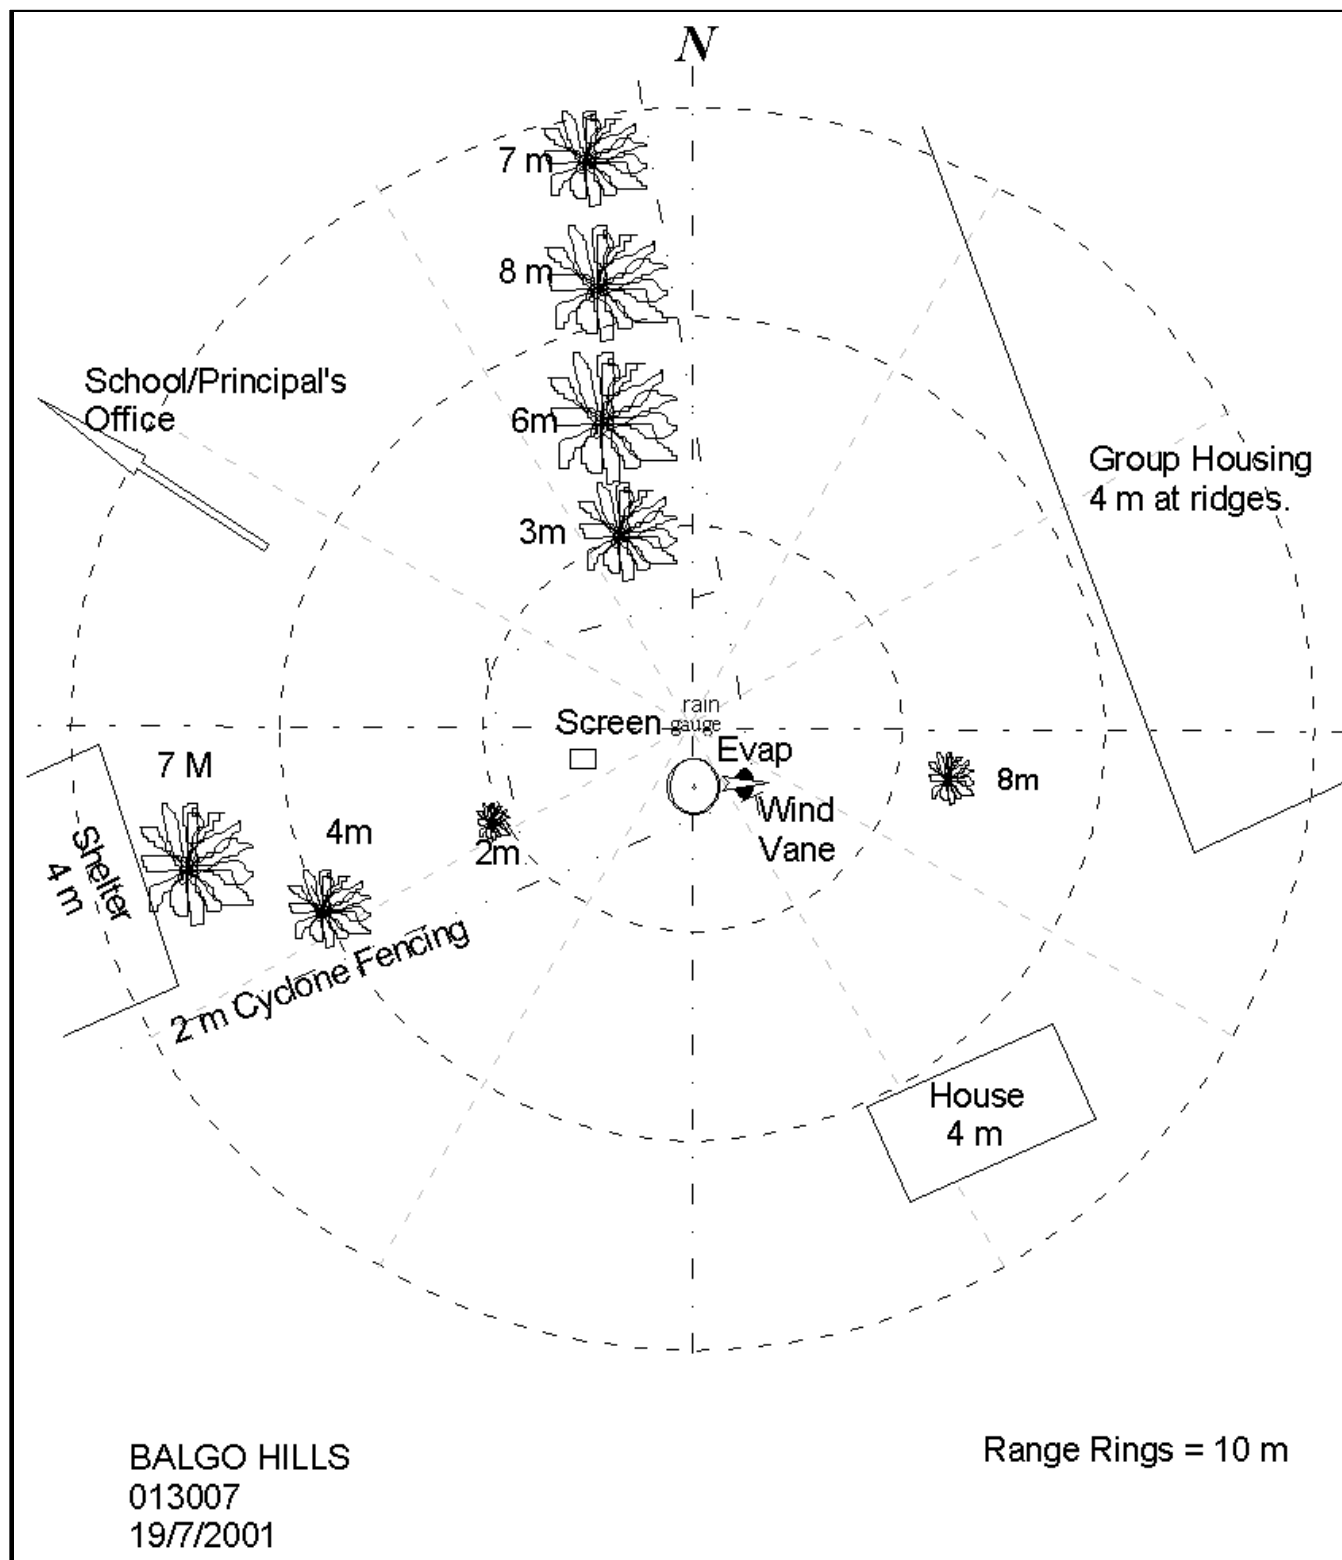 N
7 m
8 m
School/Principal's
Office
6m
Group Housing
4 m at ridges.
3m
rain
gauge
Screen
Evap
7 M
8m
Wind
Vane
4m
2m
Shelter
4 m
2 m Cyclone Fencing
House
4 m
BALGO HILLS
013007
19/7/2001
Range Rings = 10 m